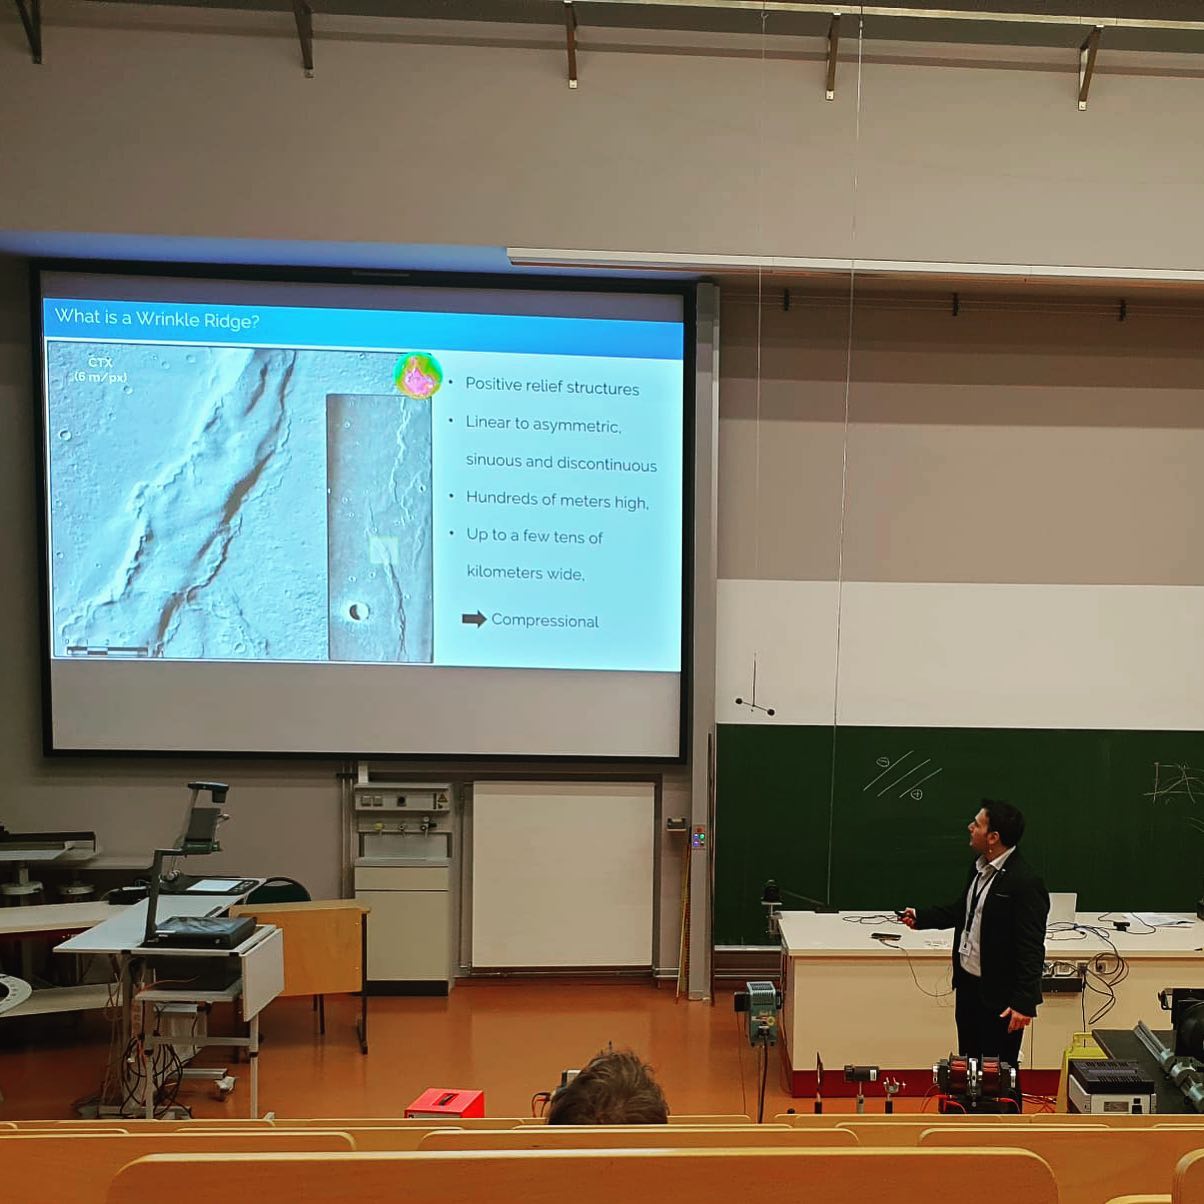 What is a Wrinkle Ridge?
CTX
(6 m/px)
• Positive relief structures
• Linear to asymmetric,
sinuous and discontinuous
• Hundreds of meters high,
• Up to a few tens of
kilometers wide,
Compressional